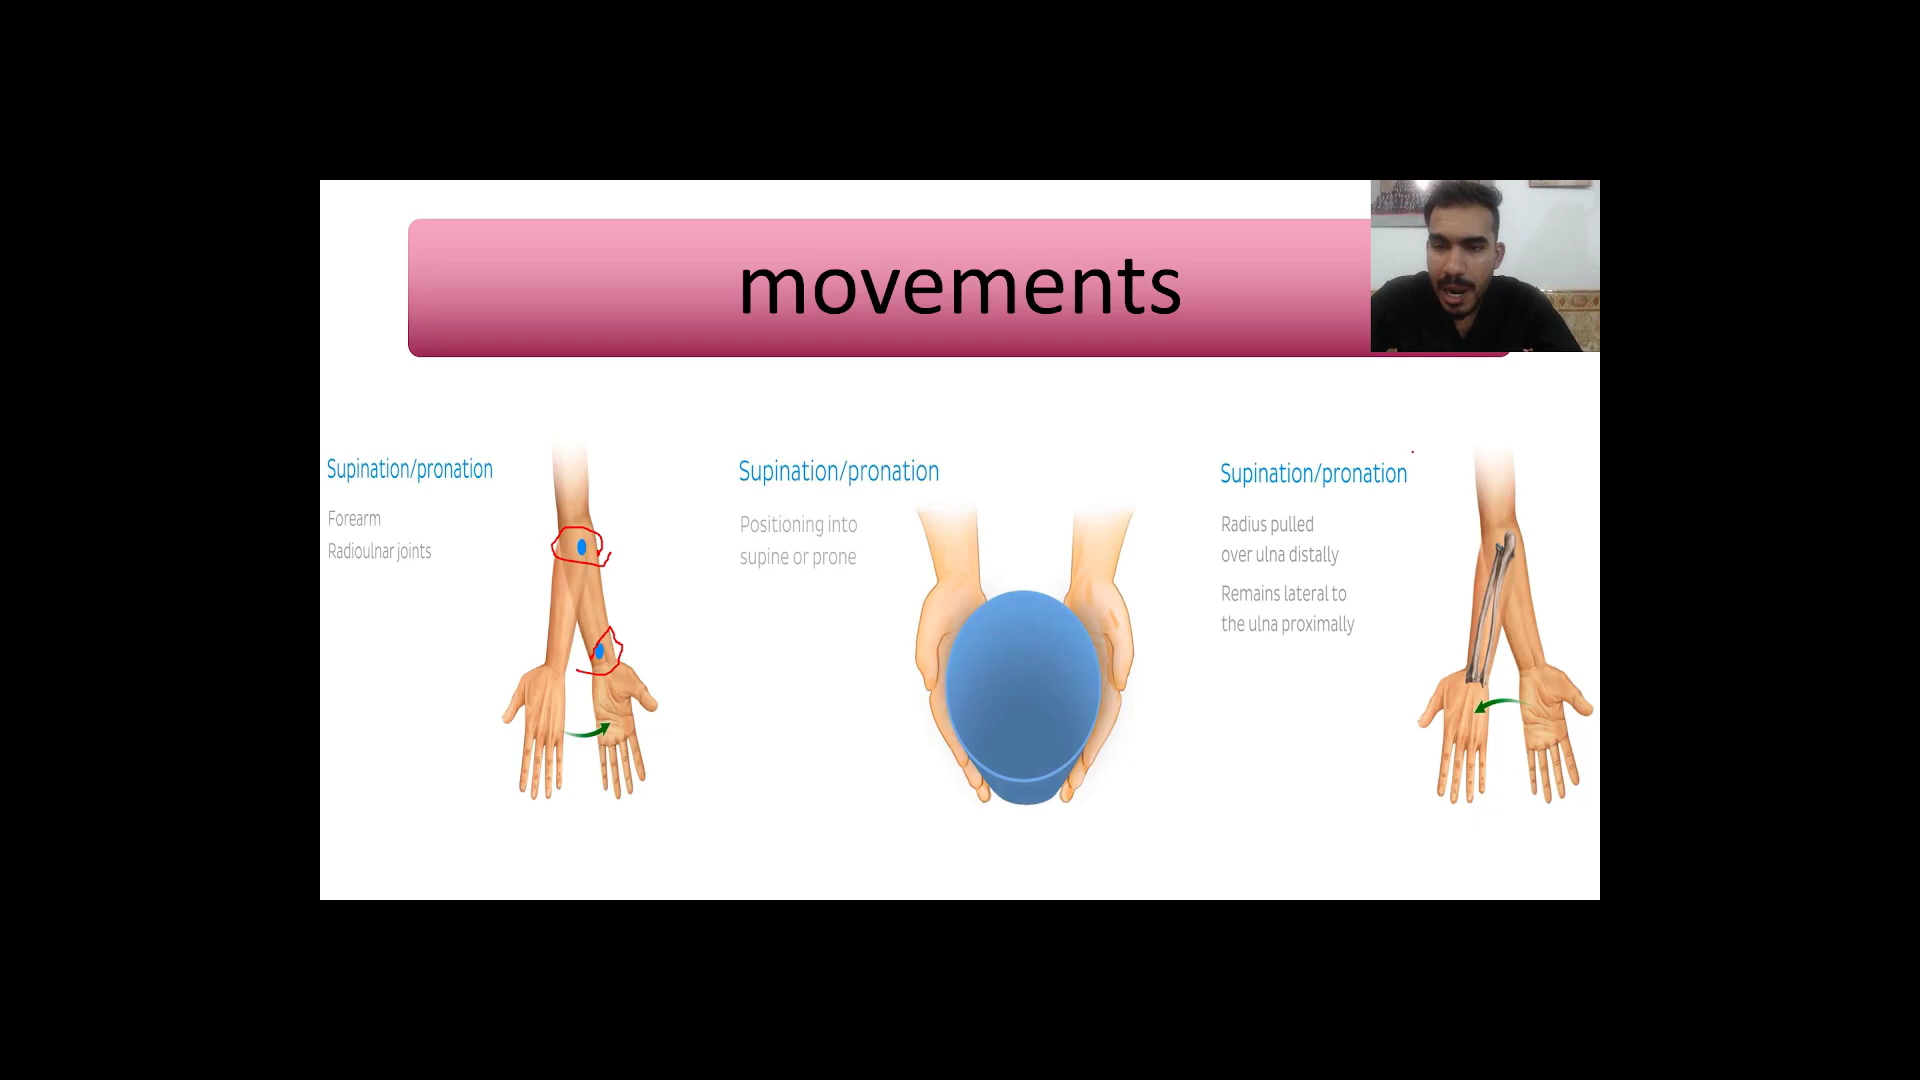 movements
Supination/pronation
Forearm
Radioulnar joints
Supination/pronation
Positioning into
supine or prone
Supination/pronation
Radius pulled
over ulna distally
Remains lateral to
the ulna proximally